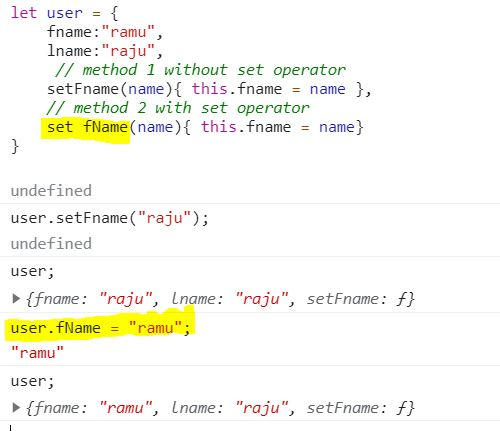 let user = {
fname:"ramu",
lname:"raju",
// method 1 without set operator
setFname(name){ this.fname = name },
// method 2 with set operator
set fName(name){ this.fname = name}
}
undefined
user.setFname("raju");
undefined
user;
▶ {fname: "raju", lname: "raju", setFname: ƒ}
user.fName = "ramu";
"ramu"
user;
▶ {fname: "ramu", lname: "raju", setFname: ƒ}